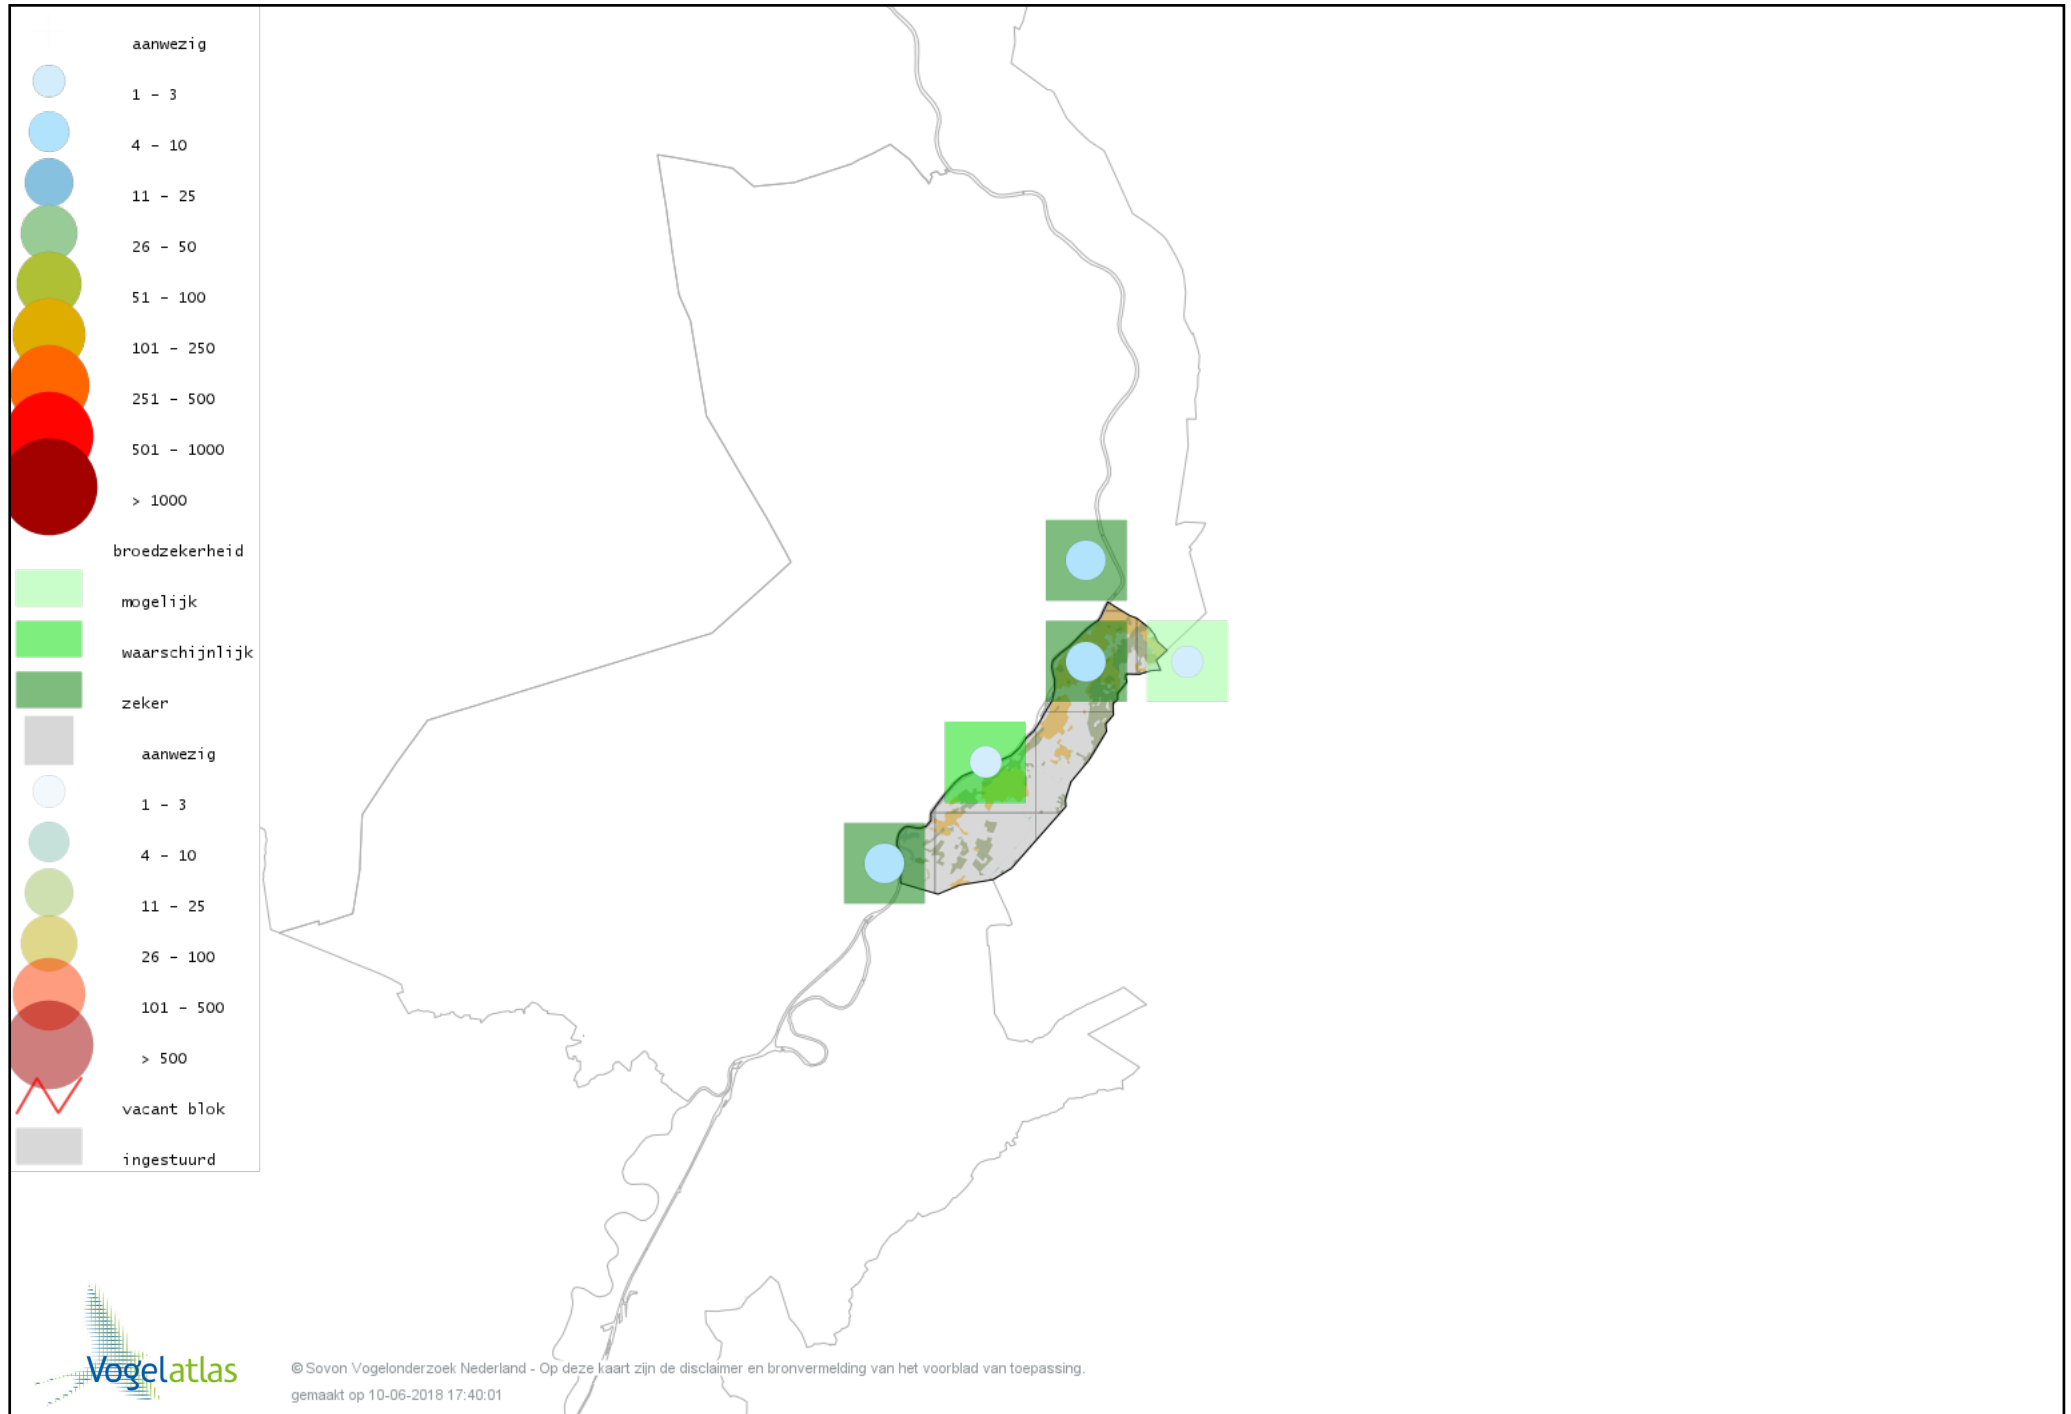 aanwezig
1 - 3
4 - 10
11 - 25
26 - 50
51 - 100
101 - 250
251 - 500
501 - 1000
> 1000
broedzekerheid
mogelijk
waarschijnlijk
zeker
aanwezig
1 - 3
4 - 10
11 - 25
26 - 100
101 - 500
> 500
vacant blok
ingestuurd
Vogelatlas
© Sovon Vogelonderzoek Nederland - Op deze kaart zijn de disclaimer en bronvermelding van het voorblad van toepassing.
gemaakt op 10-06-2018 17:40:01